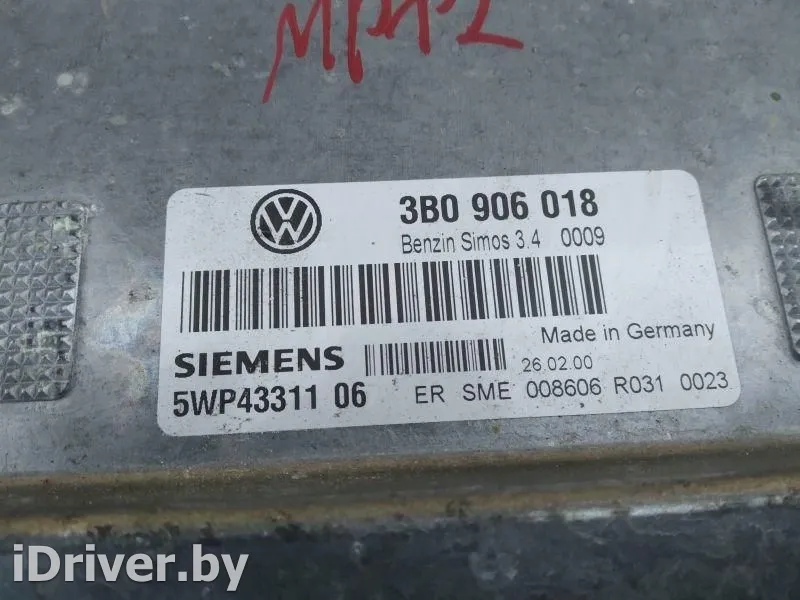 3B0 906 018
Benzin Simos 3.4 0009
Made in Germany
SIEMENS
26.02.00
5WP43311 06 ER SME 008606 R031 0023
iDriver.by